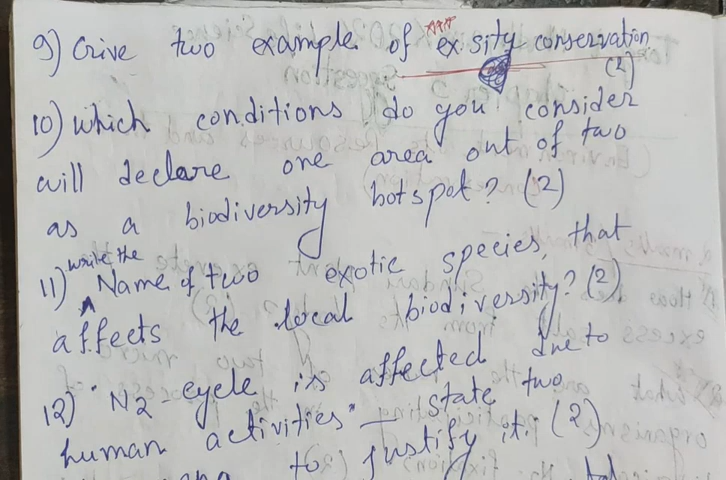 9) Give two example of ex situ conservation
(2)
10) Which conditions do you consider
will declare one area out of two
as a biodiversity hotspot? (2)
11) write the Name of two exotic species, that
affects the local biodiversity? (2)
12) "N2 cycle is affected due to
human activities" — state two
to justify it. (2)